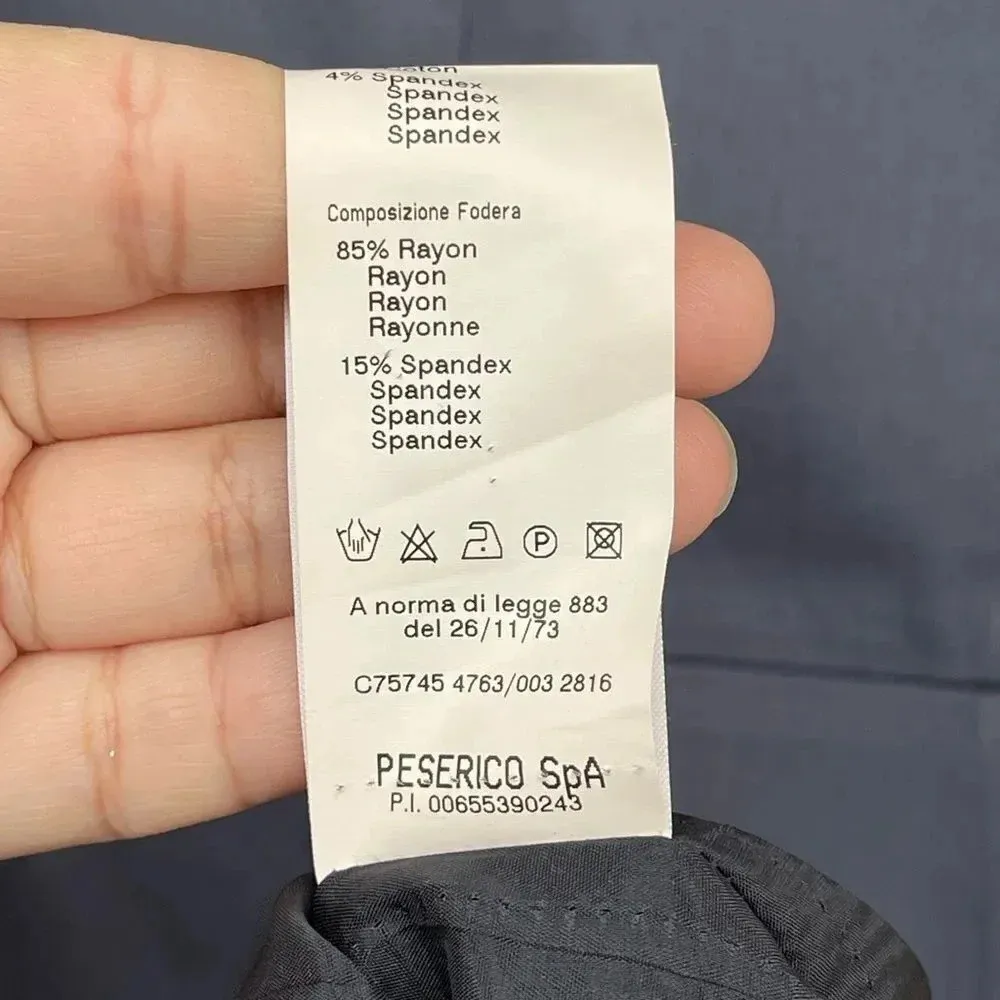 4% Spandex
Spandex
Spandex
Spandex
Composizione Fodera
85% Rayon
Rayon
Rayon
Rayonne
15% Spandex
Spandex
Spandex
Spandex
P
A norma di legge 883
del 26/11/73
C75745 4763/003 2816
PESERICO SpA
P.I. 00655390243